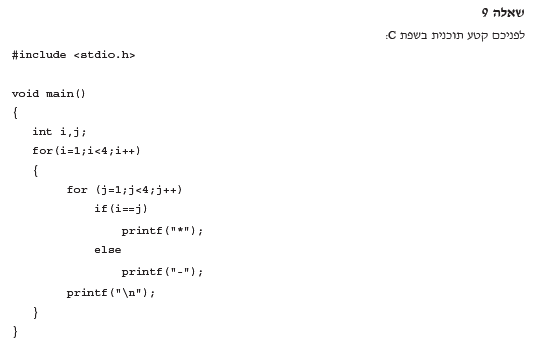 שאלה 9
לפניכם קטע תוכנית בשפת C:
#include <stdio.h>
void main()
{
int i,j;
for(i=1;i<4;i++)
{
for (j=1;j<4;j++)
if(i==j)
printf("*");
else
printf("-");
printf("\n");
}
}